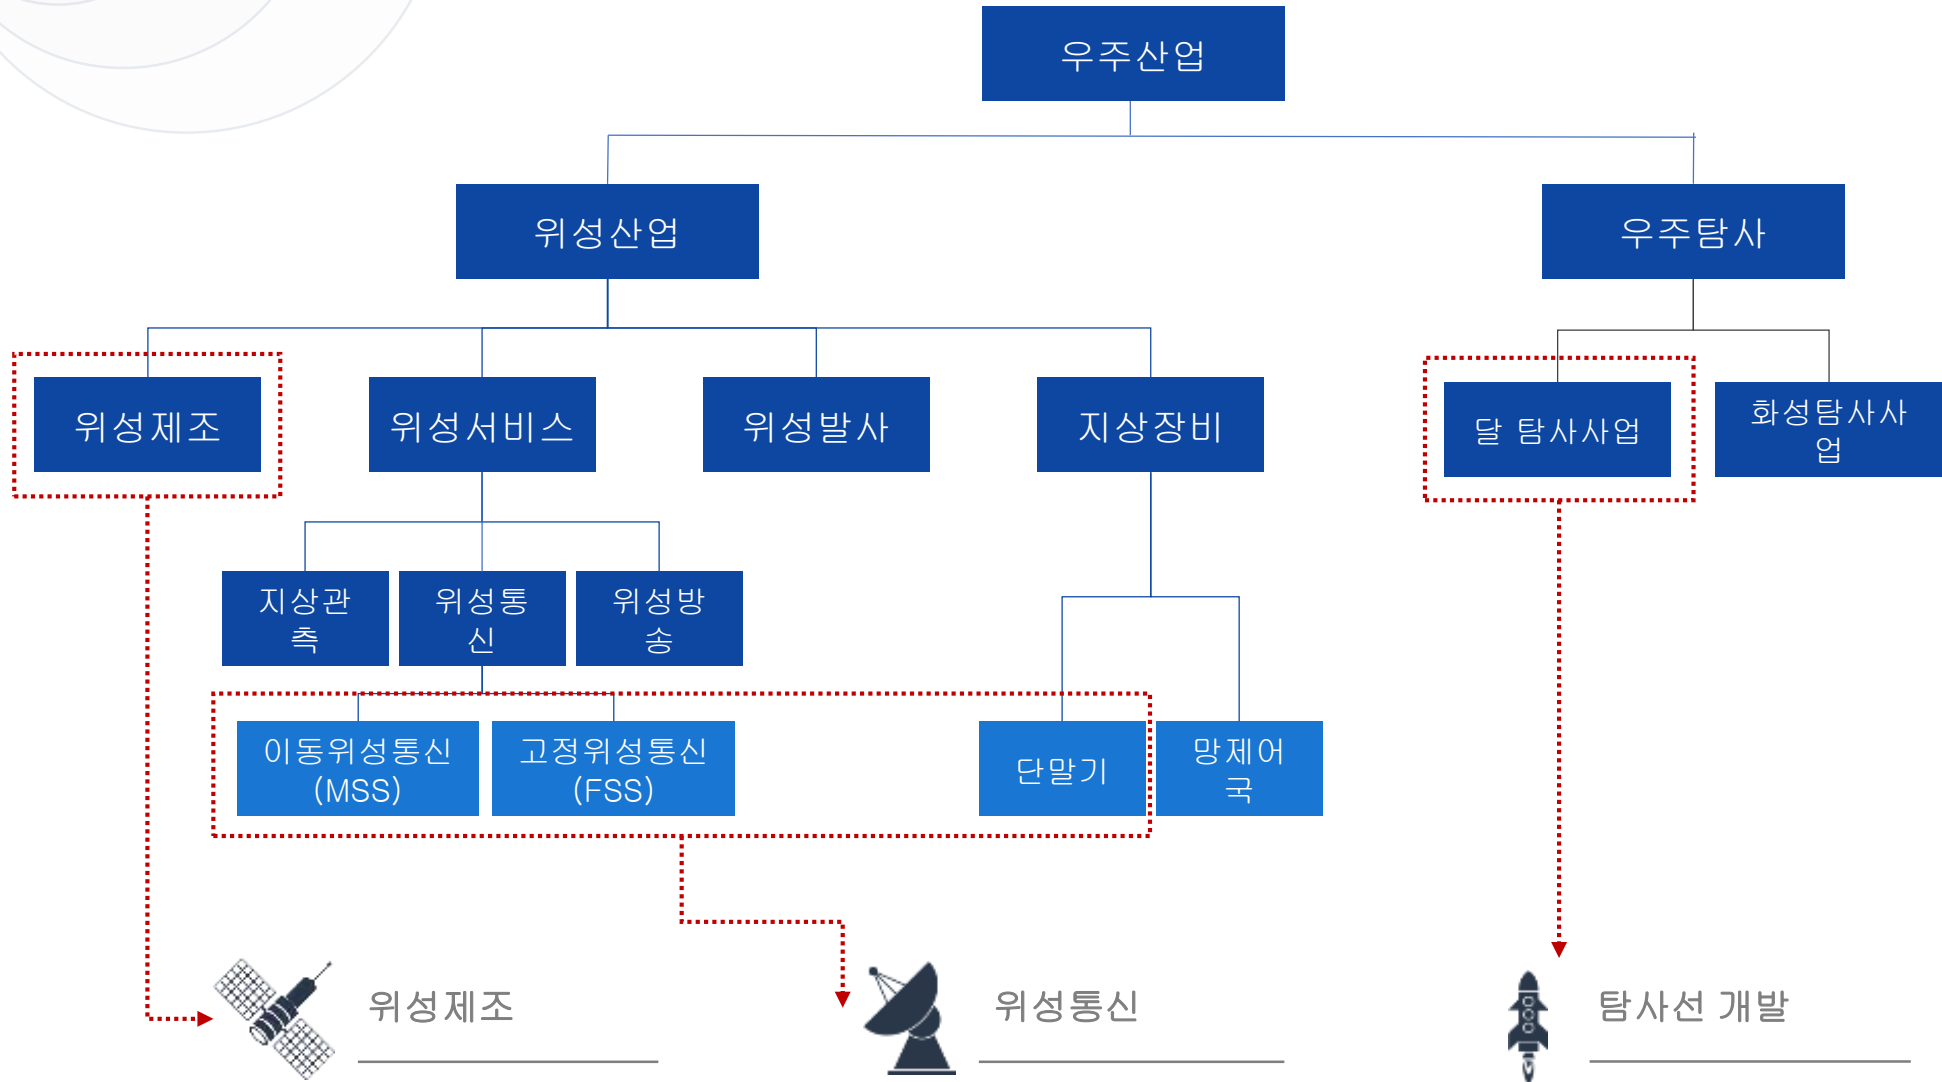 우주산업
위성산업
우주탐사
위성제조
위성서비스
위성발사
지상장비
달 탐사사업
화성탐사사
업
지상관
측
위성통
신
위성방
송
이동위성통신
(MSS)
고정위성통신
(FSS)
단말기
망제어
국
위성제조
위성통신
탐사선 개발